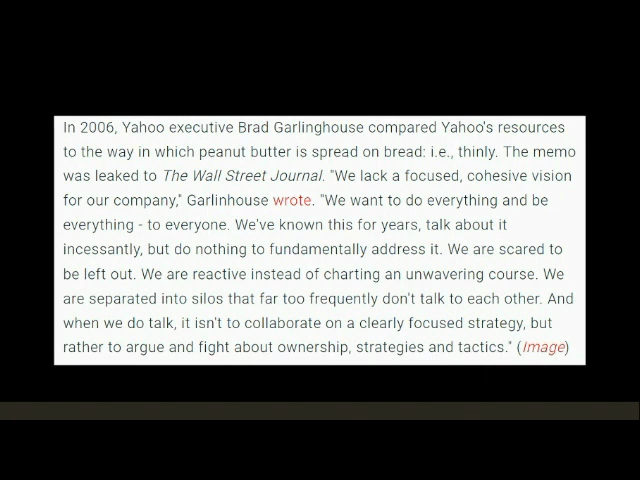 In 2006, Yahoo executive Brad Garlinghouse compared Yahoo's resources
to the way in which peanut butter is spread on bread: i.e., thinly. The memo
was leaked to The Wall Street Journal. "We lack a focused, cohesive vision
for our company," Garlinhouse wrote. "We want to do everything and be
everything - to everyone. We've known this for years, talk about it
incessantly, but do nothing to fundamentally address it. We are scared to
be left out. We are reactive instead of charting an unwavering course. We
are separated into silos that far too frequently don't talk to each other. And
when we do talk, it isn't to collaborate on a clearly focused strategy, but
rather to argue and fight about ownership, strategies and tactics." (Image)